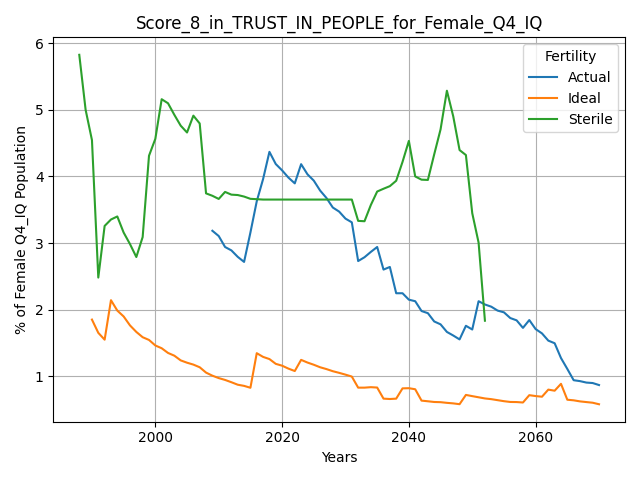 Score_8_in_TRUST_IN_PEOPLE_for_Female_Q4_IQ
Fertility
Actual
Ideal
Sterile
% of Female Q4_IQ Population
6
5
4
3
2
1
2000
2020
2040
2060
Years